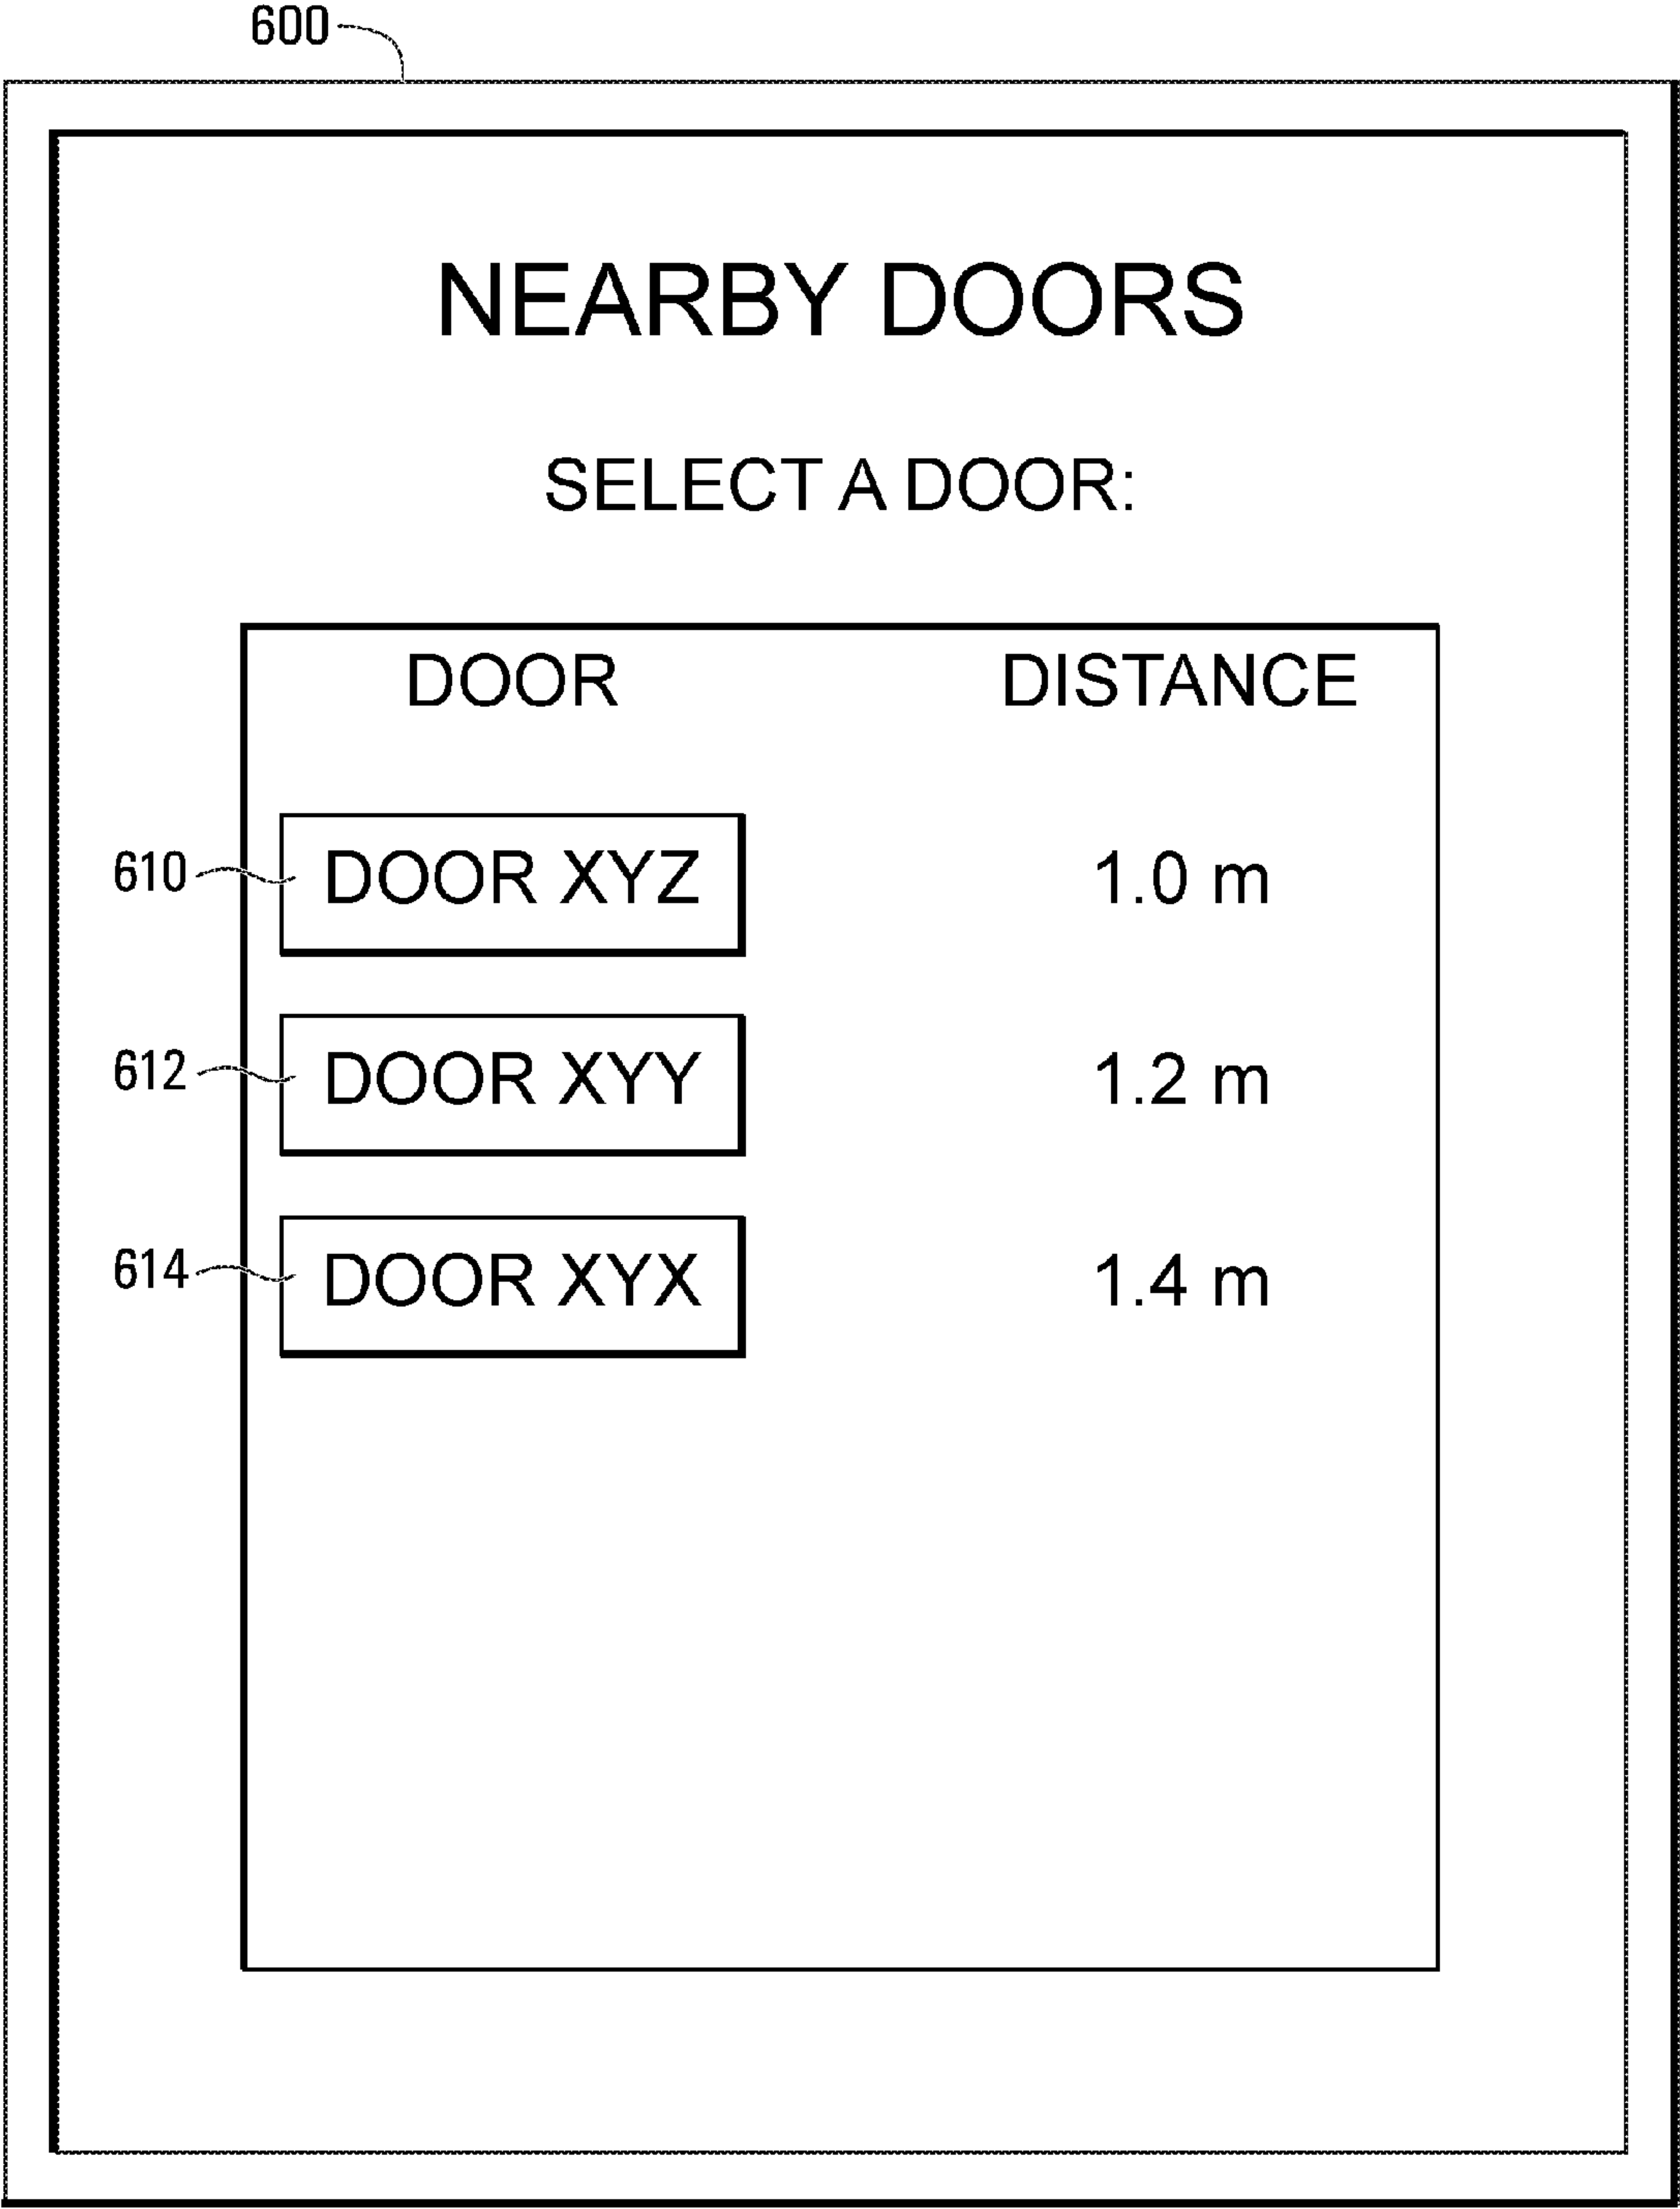 600
NEARBY DOORS
SELECT A DOOR:
DOOR DISTANCE
610 DOOR XYZ 1.0 m
612 DOOR XYY 1.2 m
614 DOOR XYX 1.4 m